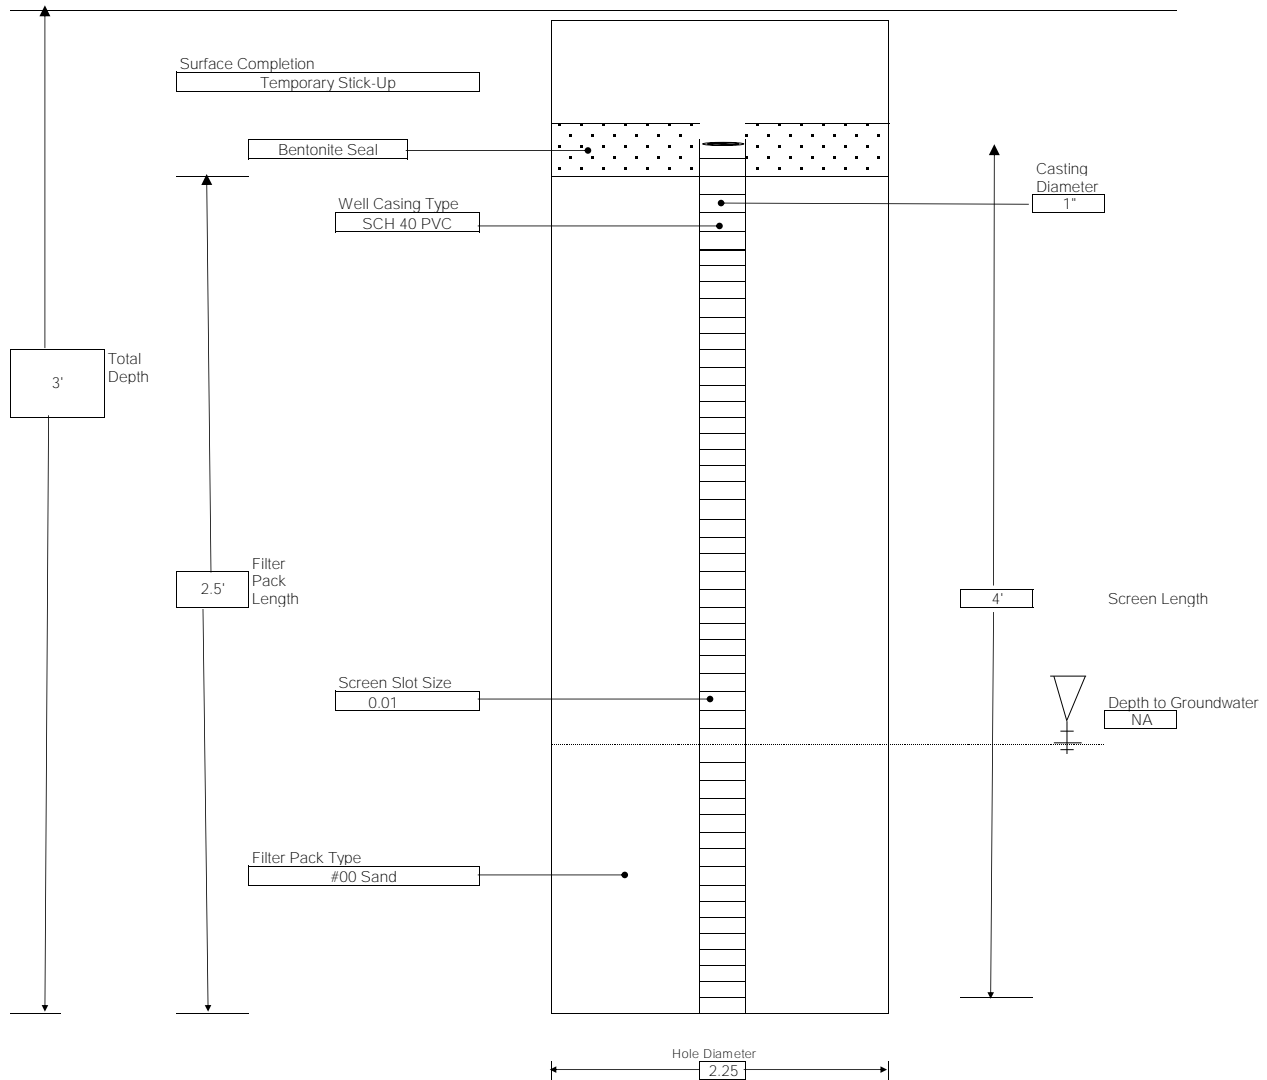 Surface Completion
Temporary Stick-Up
Bentonite Seal
Casting
Diameter
1"
Well Casing Type
SCH 40 PVC
Total
Depth
3'
Filter
Pack
Length
2.5'
4'
Screen Length
Screen Slot Size
0.01
Depth to Groundwater
NA
Filter Pack Type
#00 Sand
Hole Diameter
2.25